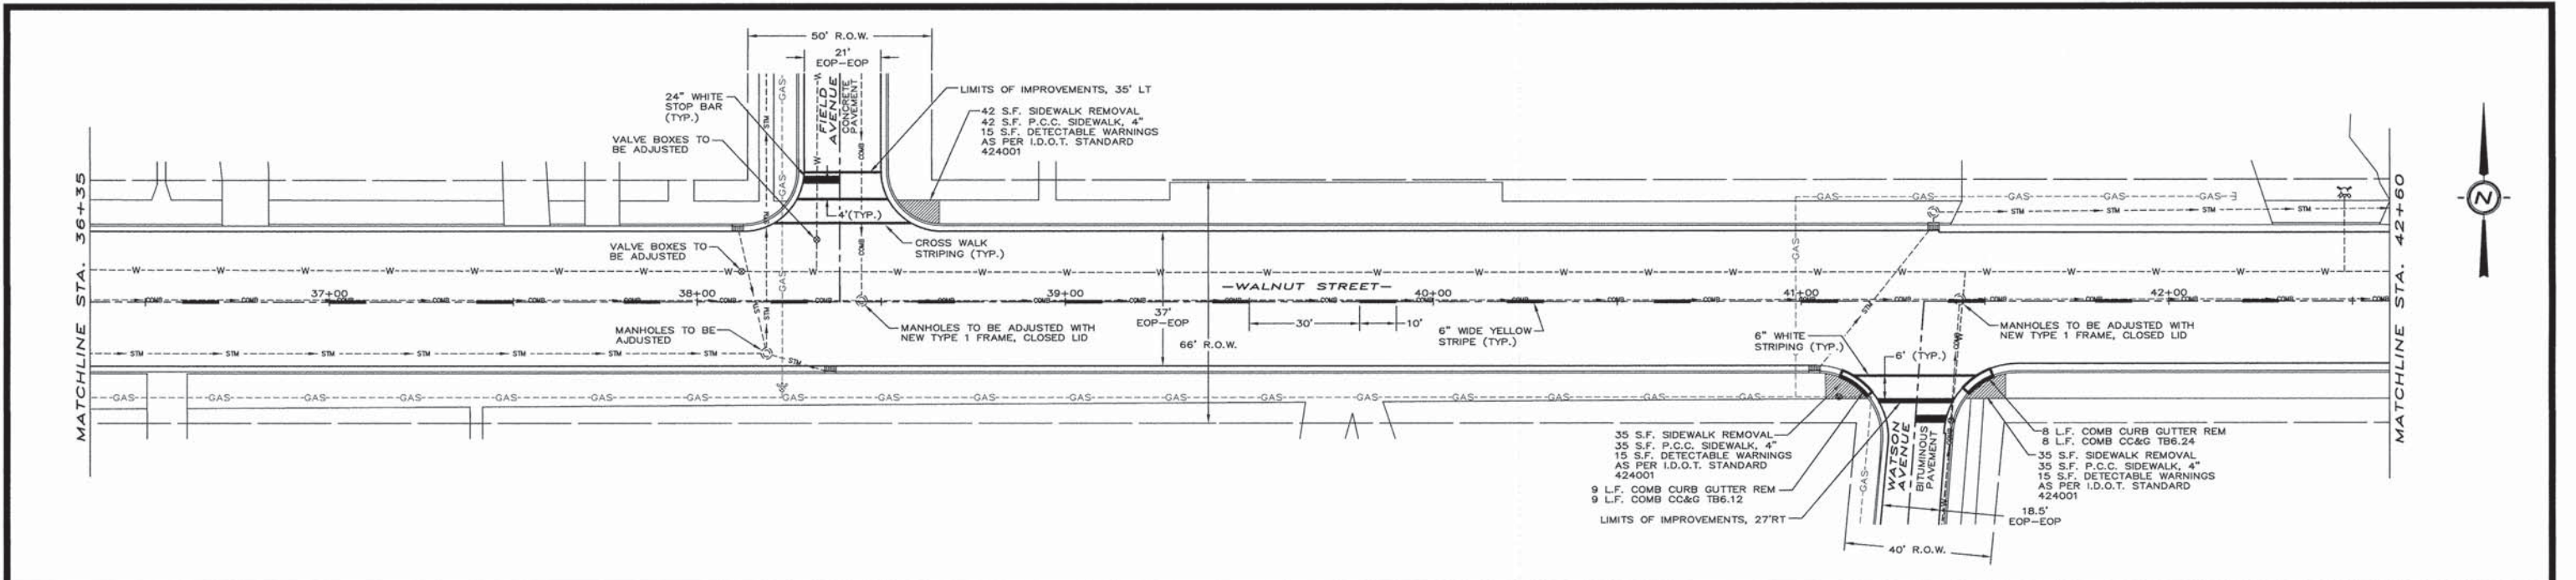 50' R.O.W.
21'
EOP-EOP
24" WHITE
STOP BAR
(TYP.)
FIELD
AVENUE
CONCRETE
PAVEMENT
LIMITS OF IMPROVEMENTS, 35' LT
42 S.F. SIDEWALK REMOVAL
42 S.F. P.C.C. SIDEWALK, 4"
15 S.F. DETECTABLE WARNINGS
AS PER I.D.O.T. STANDARD
424001
VALVE BOXES TO
BE ADJUSTED
4'(TYP.)
CROSS WALK
STRIPING (TYP.)
VALVE BOXES TO
BE ADJUSTED
MATCHLINE STA. 36+35
37+00
38+00
39+00
-WALNUT STREET-
40+00
41+00
42+00
MATCHLINE STA. 42+60
N
MANHOLES TO BE
AJDUSTED
MANHOLES TO BE ADJUSTED WITH
NEW TYPE 1 FRAME, CLOSED LID
37'
EOP-EOP
66' R.O.W.
30'
10'
6" WIDE YELLOW
STRIPE (TYP.)
6" WHITE
STRIPING (TYP.)
6' (TYP.)
MANHOLES TO BE ADJUSTED WITH
NEW TYPE 1 FRAME, CLOSED LID
GAS
STM
W
COMB
35 S.F. SIDEWALK REMOVAL
35 S.F. P.C.C. SIDEWALK, 4"
15 S.F. DETECTABLE WARNINGS
AS PER I.D.O.T. STANDARD
424001
9 L.F. COMB CURB GUTTER REM
9 L.F. COMB CC&G TB6.12
LIMITS OF IMPROVEMENTS, 27'RT
WATSON
AVENUE
BITUMINOUS
PAVEMENT
8 L.F. COMB CURB GUTTER REM
8 L.F. COMB CC&G TB6.24
35 S.F. SIDEWALK REMOVAL
35 S.F. P.C.C. SIDEWALK, 4"
15 S.F. DETECTABLE WARNINGS
AS PER I.D.O.T. STANDARD
424001
18.5'
EOP-EOP
40' R.O.W.